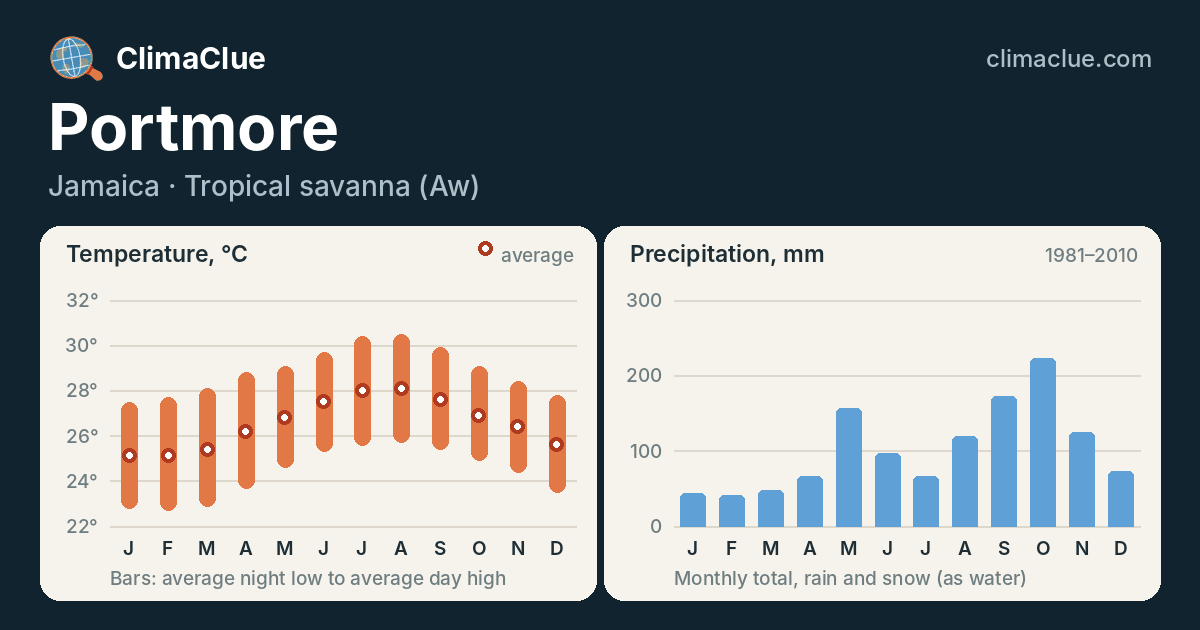 ClimaClue
climaclue.com
Portmore
Jamaica · Tropical savanna (Aw)
Temperature, °C
average
32°
30°
28°
26°
24°
22°
J F M A M J J A S O N D
Bars: average night low to average day high
Precipitation, mm
1981–2010
300
200
100
0
J F M A M J J A S O N D
Monthly total, rain and snow (as water)